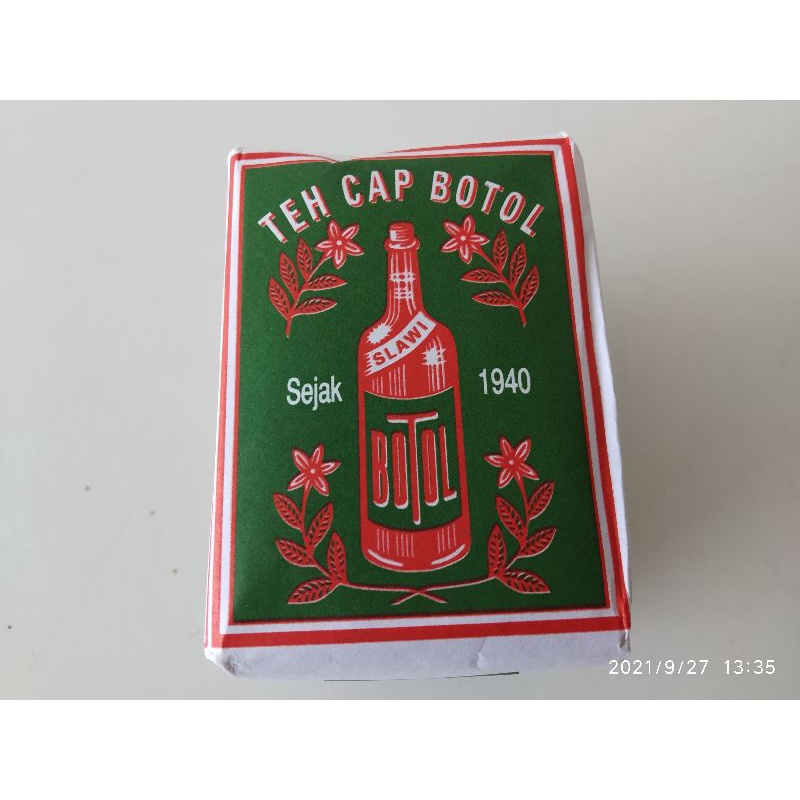 TEH CAP BOTOL
SLAWI
Sejak 1940
BOTOL
2021/9/27 13:35